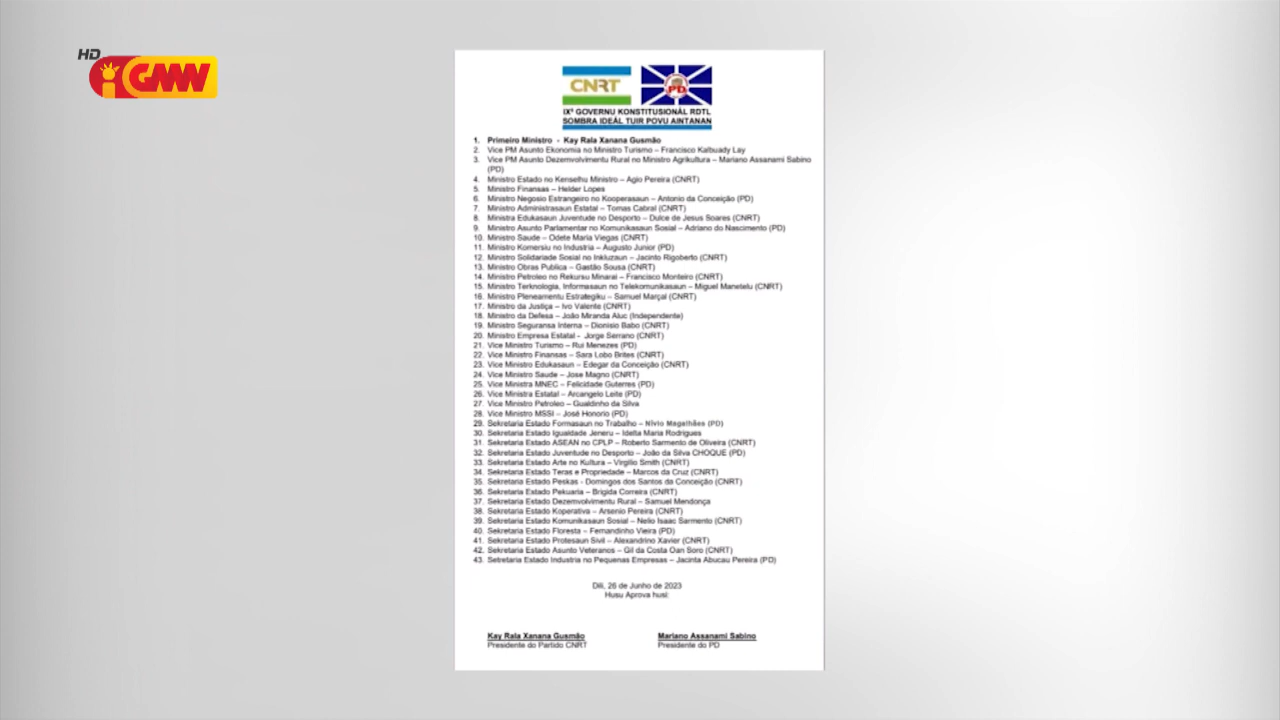 HD
GMN
CNRT
PD
IXº GOVERNU KONSTITUSIONÁL RDTL
SOMBRA IDEÁL TUIR POVU AINTANAN
1. Primeiro Ministro - Kay Rala Xanana Gusmão
2. Vice PM Asunto Ekonomia no Ministro Turismo – Francisco Kalbuady Lay
3. Vice PM Asunto Dezemvolvimentu Rural no Ministro Agrikultura – Mariano Assanami Sabino
(PD)
4. Ministro Estado no Kenselhu Ministro – Agio Pereira (CNRT)
5. Ministro Finansas – Helder Lopes
6. Ministro Negosio Estrangeiro no Kooperasaun – Antonio da Conceição (PD)
7. Ministro Administrasaun Estatal – Tomas Cabral (CNRT)
8. Ministra Edukasaun Juventude no Desporto – Dulce de Jesus Soares (CNRT)
9. Ministro Asunto Parlamentar no Komunikasaun Sosial – Adriano do Nascimento (PD)
10. Ministro Saude – Odete Maria Viegas (CNRT)
11. Ministro Komersiu no Industria – Augusto Junior (PD)
12. Ministro Solidariade Sosial no Inkluzaun – Jacinto Rigoberto (CNRT)
13. Ministro Obras Publica – Gastão Sousa (CNRT)
14. Ministro Petroleo no Rekursu Minarai – Francisco Monteiro (CNRT)
15. Ministro Terknologia, Informasaun no Telekomunikasaun – Miguel Manetelu (CNRT)
16. Ministro Pleneamentu Estrategiku – Samuel Marçal (CNRT)
17. Ministro da Justiça – Ivo Valente (CNRT)
18. Ministro da Defesa – João Miranda Aluc (Independente)
19. Ministro Seguransa Interna – Dionisio Babo (CNRT)
20. Ministro Empresa Estatal - Jorge Serrano (CNRT)
21. Vice Ministro Turismo – Rui Menezes (PD)
22. Vice Ministro Finansas – Sara Lobo Brites (CNRT)
23. Vice Ministro Edukasaun – Edegar da Conceição (CNRT)
24. Vice Ministro Saude – Jose Magno (CNRT)
25. Vice Ministra MNEC – Felicidade Guterres (PD)
26. Vice Ministra Estatal – Arcangelo Leite (PD)
27. Vice Ministro Petroleo – Gualdinho da Silva
28. Vice Ministro MSSI – José Honorio (PD)
29. Sekretaria Estado Formasaun no Trabalho – Nivio Magalhães (PD)
30. Sekretaria Estado Igualdade Jeneru – Idelta Maria Rodrigues
31. Sekretaria Estado ASEAN no CPLP – Roberto Sarmento de Oliveira (CNRT)
32. Sekretaria Estado Juventude no Desporto – João da Silva CHOQUE (PD)
33. Sekretaria Estado Arte no Kultura – Virgilio Smith (CNRT)
34. Sekretaria Estado Teras e Propriedade – Marcos da Cruz (CNRT)
35. Sekretaria Estado Peskas - Domingos dos Santos da Conceição (CNRT)
36. Sekretaria Estado Pekuaria – Brigida Correira (CNRT)
37. Sekretaria Estado Dezemvolvimentu Rural – Samuel Mendonça
38. Sekretaria Estado Koperativa – Arsenio Pereira (CNRT)
39. Sekretaria Estado Komunikasaun Sosial – Nelio Isaac Sarmento (CNRT)
40. Sekretaria Estado Floresta – Fernandinho Vieira (PD)
41. Sekretaria Estado Protesaun Sivil – Alexandrino Xavier (CNRT)
42. Sekretaria Estado Asunto Veteranos – Gil da Costa Oan Soro (CNRT)
43. Setretaria Estado Industria no Pequenas Empresas – Jacinta Abucau Pereira (PD)
Dili, 26 de Junho de 2023
Husu Aprova husi:
Kay Rala Xanana Gusmão Mariano Assanami Sabino
Presidente do Partido CNRT Presidente do PD